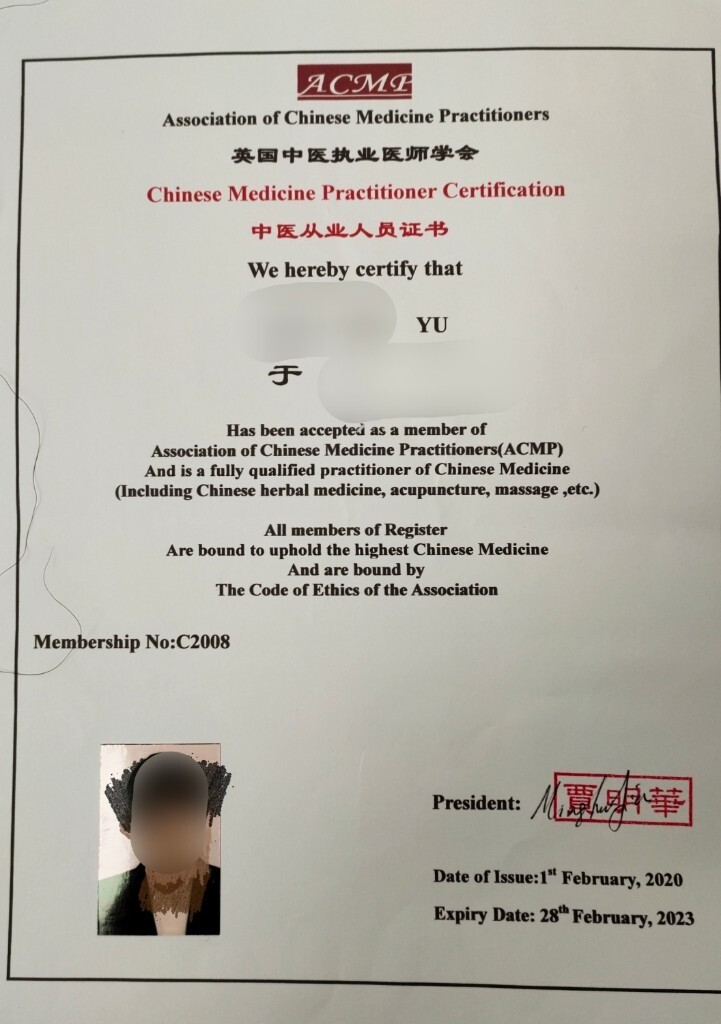 ACMP
Association of Chinese Medicine Practitioners
英国中医执业医师学会
Chinese Medicine Practitioner Certification
中医从业人员证书
We hereby certify that
YU
于
Has been accepted as a member of
Association of Chinese Medicine Practitioners(ACMP)
And is a fully qualified practitioner of Chinese Medicine
(Including Chinese herbal medicine, acupuncture, massage ,etc.)
All members of Register
Are bound to uphold the highest Chinese Medicine
And are bound by
The Code of Ethics of the Association
Membership No:C2008
President: Minghua Jia 賈明華
Date of Issue:1st February, 2020
Expiry Date: 28th February, 2023